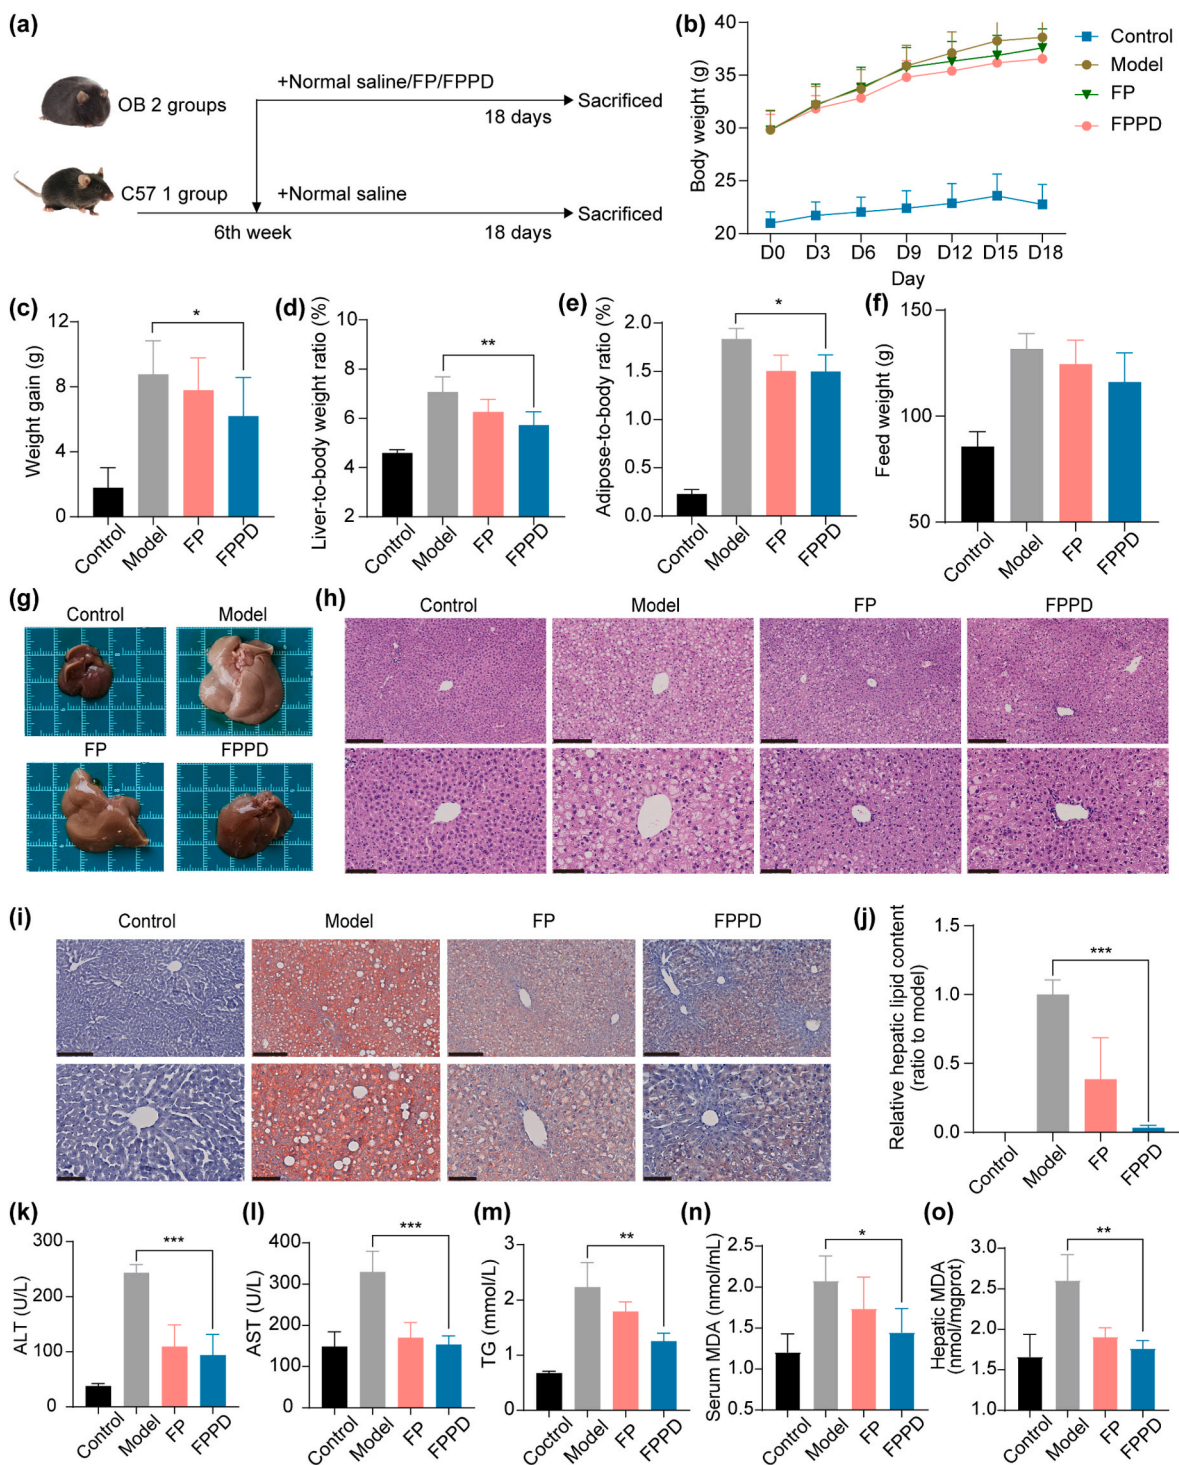 (a)
OB 2 groups
+Normal saline/FP/FPPD
18 days
Sacrificed
C57 1 group
+Normal saline
6th week
18 days
Sacrificed
(b)
Body weight (g)
40
35
30
25
20
D0 D3 D6 D9 D12 D15 D18
Day
Control
Model
FP
FPPD
(c)
Weight gain (g)
12
8
4
0
*
Control Model FP FPPD
(d)
Liver-to-body weight ratio (%)
10
8
6
4
2
**
Control Model FP FPPD
(e)
Adipose-to-body ratio (%)
2.0
1.5
1.0
0.5
0.0
*
Control Model FP FPPD
(f)
Feed weight (g)
150
100
50
Control Model FP FPPD
(g)
Control Model
FP FPPD
(h)
Control Model FP FPPD
(i)
Control Model FP FPPD
(j)
Relative hepatic lipid content
(ratio to model)
1.5
1.0
0.5
0.0
***
Control Model FP FPPD
(k)
ALT (U/L)
300
200
100
0
***
Control Model FP FPPD
(l)
AST (U/L)
400
300
200
100
0
***
Control Model FP FPPD
(m)
TG (mmol/L)
3
2
1
0
**
Coctrol Model FP FPPD
(n)
Serum MDA (nmol/mL)
2.5
2.0
1.5
1.0
0.5
*
Control Model FP FPPD
(o)
Hepatic MDA
(nmol/mgprot)
3.0
2.5
2.0
1.5
1.0
**
Control Model FP FPPD